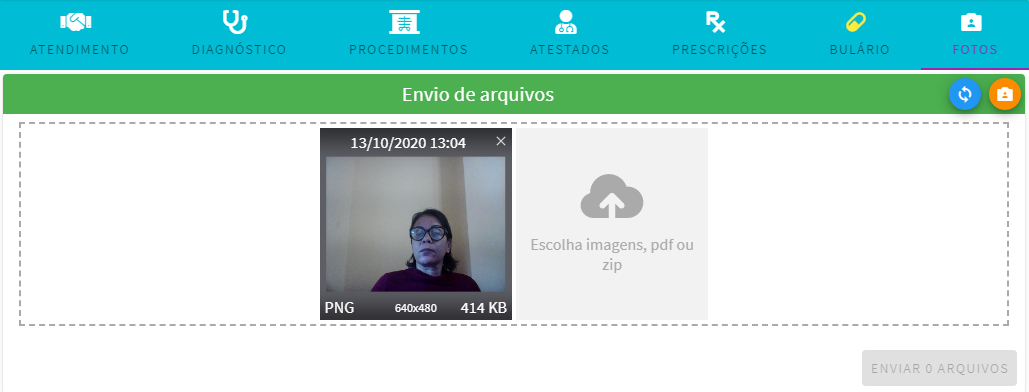 ATENDIMENTO
DIAGNÓSTICO
PROCEDIMENTOS
ATESTADOS
PRESCRIÇÕES
BULÁRIO
FOTOS
Envio de arquivos
13/10/2020 13:04
PNG 640x480 414 KB
Escolha imagens, pdf ou
zip
ENVIAR 0 ARQUIVOS